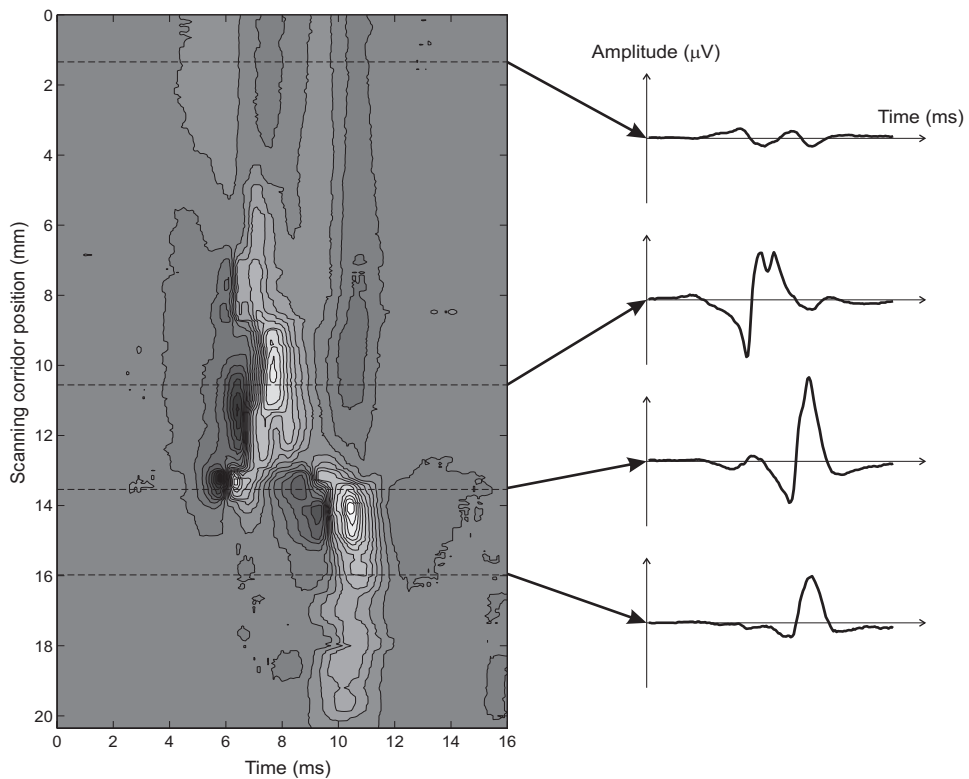 0
2
4
6
8
10
12
14
16
18
20
Scanning corridor position (mm)
0 2 4 6 8 10 12 14 16
Time (ms)
Amplitude (μV)
Time (ms)